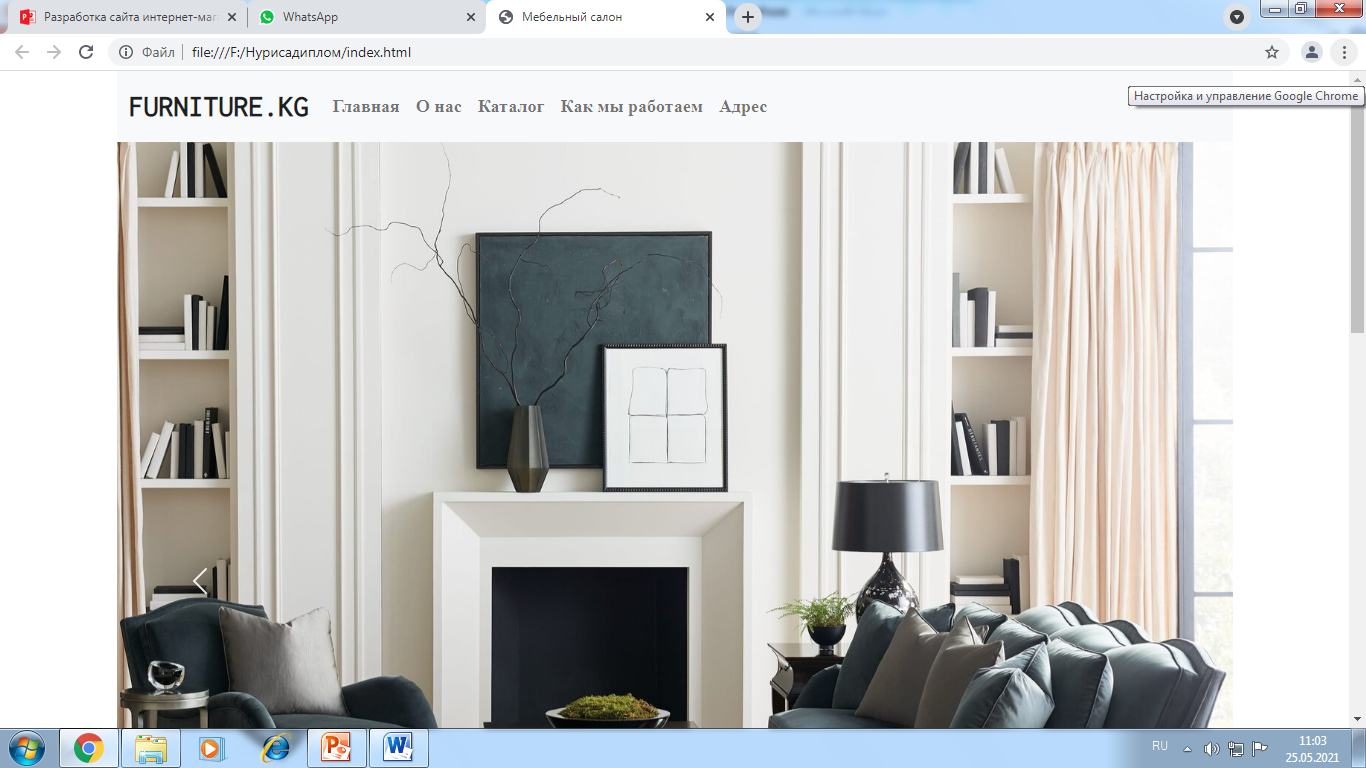 Разработка сайта интернет-маг
WhatsApp
Мебельный салон
Файл
file:///F:/Нурисадиплом/index.html
Настройка и управление Google Chrome
FURNITURE.KG
Главная О нас Каталог Как мы работаем Адрес
RU
11:03
25.05.2021